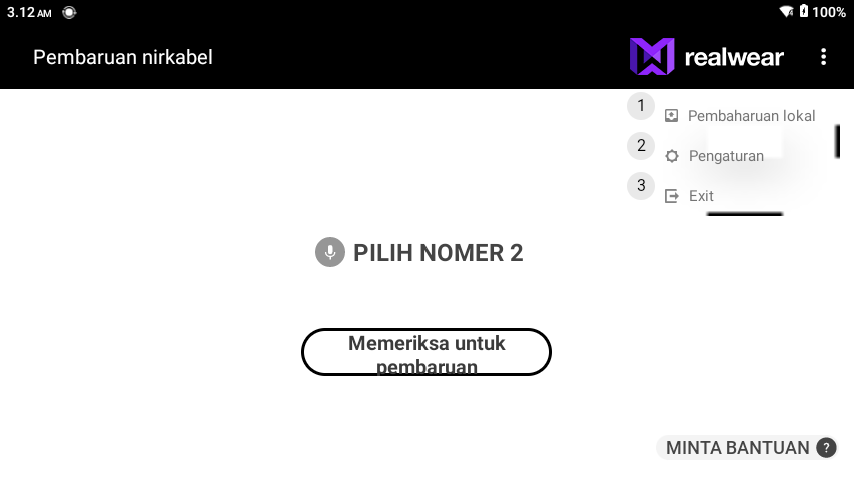 3.12 AM
100%
Pembaruan nirkabel
realwear
1
Pembaharuan lokal
2
Pengaturan
3
Exit
PILIH NOMER 2
Memeriksa untuk
pembaruan
MINTA BANTUAN ?